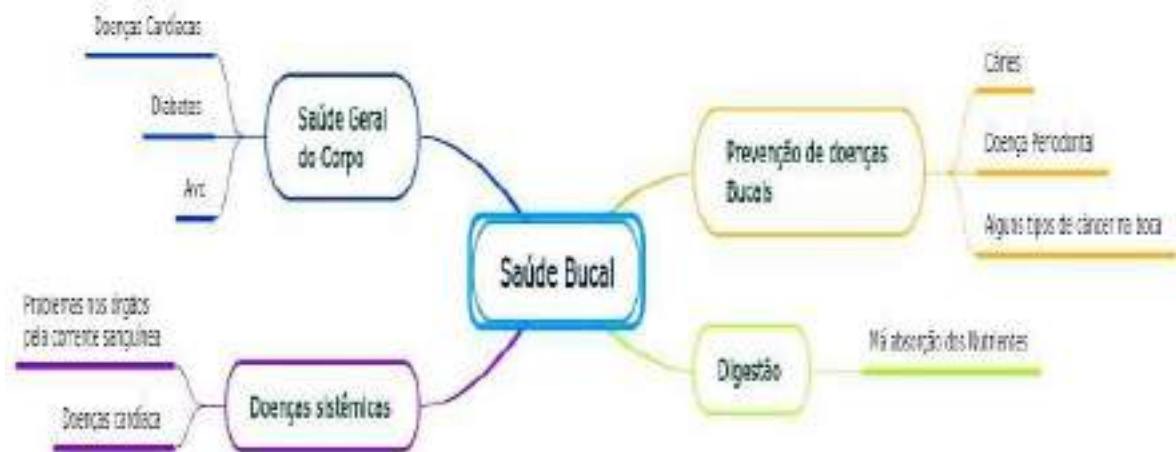 Doenças Cardíacas
Diabetes
Avc
Saúde Geral
do Corpo
Saúde Bucal
Prevenção de doenças
Bucais
Cáries
Doença Periodontal
Alguns tipos de câncer na boca
Problemas nos órgãos
pela corrente sanguínea
Doenças cardíaca
Doenças sistêmicas
Digestão
Má absorção dos Nutrientes